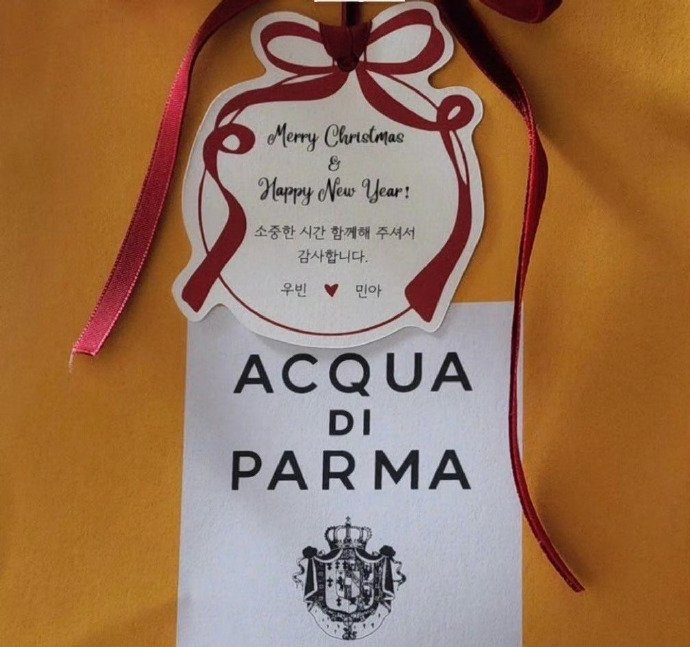 Merry Christmas
&
Happy New Year!
소중한 시간 함께해 주셔서
감사합니다.
우빈 ♥ 민아
ACQUA
DI
PARMA